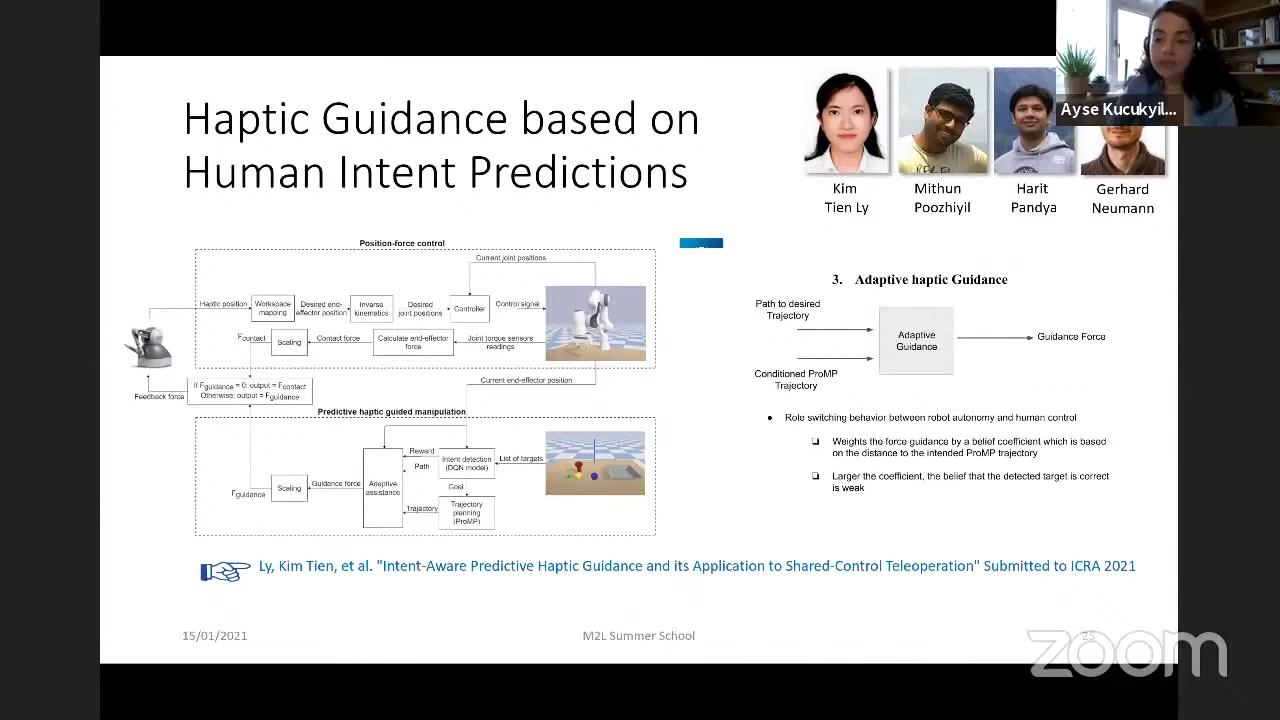 Haptic Guidance based on
Human Intent Predictions
Ayse Kucukyil...
Kim
Tien Ly
Mithun
Poozhiyil
Harit
Pandya
Gerhard
Neumann
Position-force control
Current joint positions
Haptic position
Workspace
mapping
Desired end-
effector position
Inverse
kinematics
Desired
joint positions
Controller
Control signal
Fcontact
Scaling
Contact force
Calculate end-effector
force
Joint torque sensors
readings
Current end-effector position
If Fguidance = 0: output = Fcontact
Otherwise: output = Fguidance
Feedback force
Predictive haptic guided manipulation
Reward
Path
Intent detection
(DQN model)
List of targets
Goal
Adaptive
assistance
Guidance force
Scaling
Fguidance
Trajectory
Trajectory
planning
(ProMP)
3. Adaptive haptic Guidance
Path to desired
Trajectory
Adaptive
Guidance
Guidance Force
Conditioned ProMP
Trajectory
● Role switching behavior between robot autonomy and human control
❑ Weights the force guidance by a belief coefficient which is based
on the distance to the intended ProMP trajectory
❑ Larger the coefficient, the belief that the detected target is correct
is weak
Ly, Kim Tien, et al. "Intent-Aware Predictive Haptic Guidance and its Application to Shared-Control Teleoperation" Submitted to ICRA 2021
15/01/2021
M2L Summer School
25
zoom